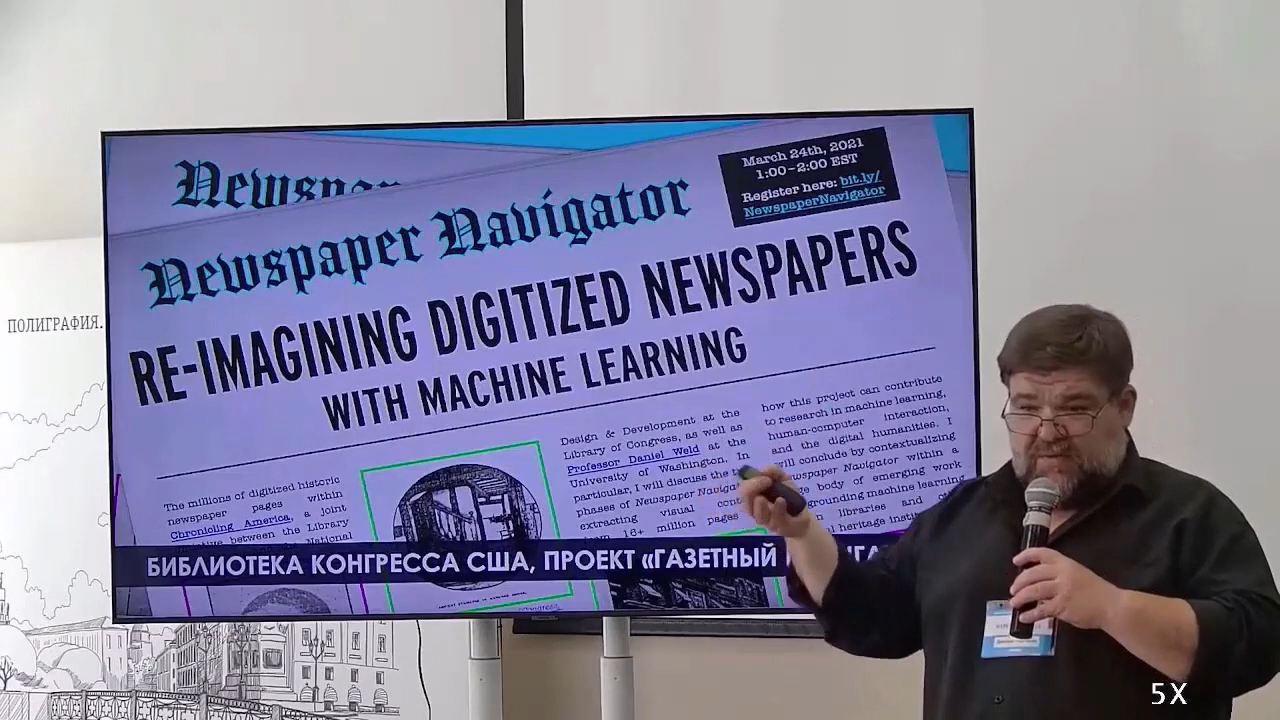 ПОЛИГРАФИЯ.
Newspaper Navigator
March 24th, 2021
1:00-2:00 EST
Register here: bit.ly/
NewspaperNavigator
RE-IMAGINING DIGITIZED NEWSPAPERS
WITH MACHINE LEARNING
The millions of digitized historic
newspaper pages within
Chronicling America, a joint
between the Library
National
Design & Development at the
Library of Congress, as well as
Professor Daniel Weld at the
University of Washington. In
particular, I will discuss the
phases of Newspaper
extracting visual
16+ million pages
how this project can contribute
to research in machine learning,
human-computer interaction,
and the digital humanities. I
will conclude by contextualizing
Navigator within a
body of emerging work
machine learning
libraries and
heritage
БИБЛИОТЕКА КОНГРЕССА США, ПРОЕКТ «ГАЗЕТНЫЙ
5X